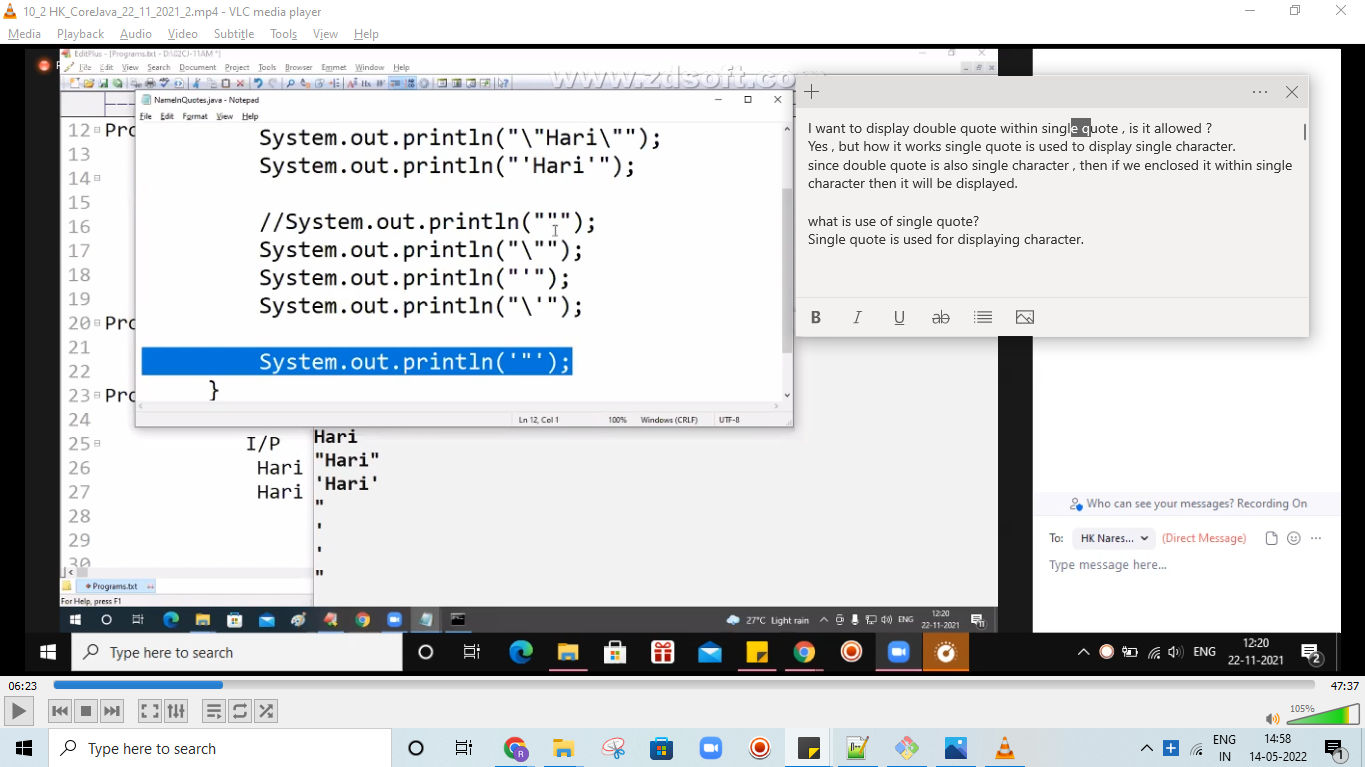 10_2 HK_CoreJava_22_11_2021_2.mp4 - VLC media player
Media Playback Audio Video Subtitle Tools View Help
EditPlus - [Programs.txt - D:\02CJ-11AM *]
File Edit View Search Document Project Tools Browser Emmet Window Help
www.zdsoft.co
NameInQuotes.java - Notepad
File Edit Format View Help
System.out.println("\"Hari\"");
System.out.println("'Hari'");
//System.out.println(""");
System.out.println("\"");
System.out.println("'");
System.out.println("\'");
System.out.println('"');
}
Ln 12, Col 1 100% Windows (CRLF) UTF-8
12 Pro
13
14
15
16
17
18
19
20 Pro
21
22
23 Pro
24
25 I/P
26 Hari
27 Hari
28
29
30
Hari
"Hari"
'Hari'
"
'
'
"
Programs.txt
For Help, press F1
27°C Light rain ENG 12:20
22-11-2021
I want to display double quote within single quote , is it allowed ?
Yes , but how it works single quote is used to display single character.
since double quote is also single character , then if we enclosed it within single
character then it will be displayed.
what is use of single quote?
Single quote is used for displaying character.
B I U ab
Who can see your messages? Recording On
To: HK Nares... (Direct Message)
Type message here...
Type here to search
ENG 12:20
22-11-2021
2
06:23 47:37
105%
Type here to search
ENG 14:58
IN 14-05-2022
1